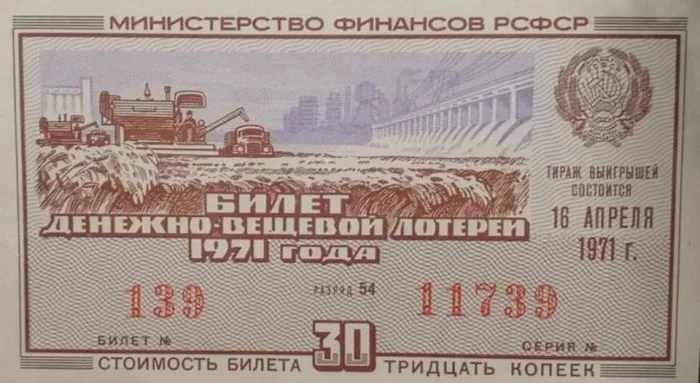 МИНИСТЕРСТВО ФИНАНСОВ РСФСР
ТИРАЖ ВЫИГРЫШЕЙ
СОСТОИТСЯ
16 АПРЕЛЯ
1971 г.
БИЛЕТ
ДЕНЕЖНО-ВЕЩЕВОЙ ЛОТЕРЕИ
1971 ГОДА
139 РАЗРЯД 54 11739
БИЛЕТ № СЕРИЯ №
СТОИМОСТЬ БИЛЕТА 30 ТРИДЦАТЬ КОПЕЕК